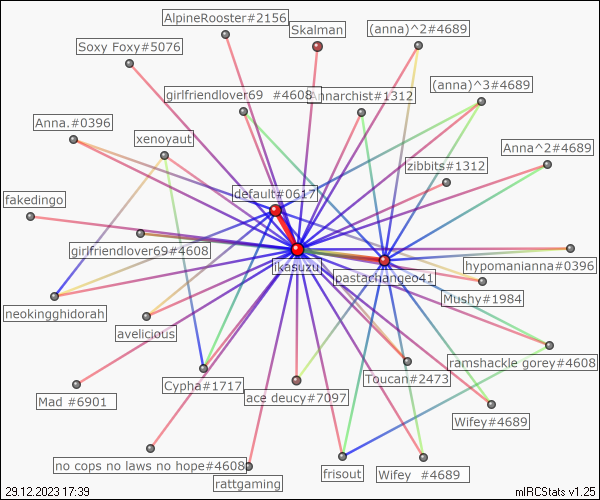 AlpineRooster#2156
Skalman
(anna)^2#4689
Soxy Foxy#5076
(anna)^3#4689
girlfriendlover69 #4608
Annarchist#1312
Anna.#0396
xenoyaut
Anna^2#4689
zibbits#1312
default#0617
fakedingo
girlfriendlover69#4608
ikasuzu
pastachangeo41
hypomanianna#0396
Mushy#1984
neokingghidorah
avelicious
ramshackle gorey#4608
Cypha#1717
Toucan#2473
Mad #6901
ace deucy#7097
Wifey#4689
no cops no laws no hope#4608
frisout
Wifey #4689
rattgaming
29.12.2023 17:39
mIRCStats v1.25